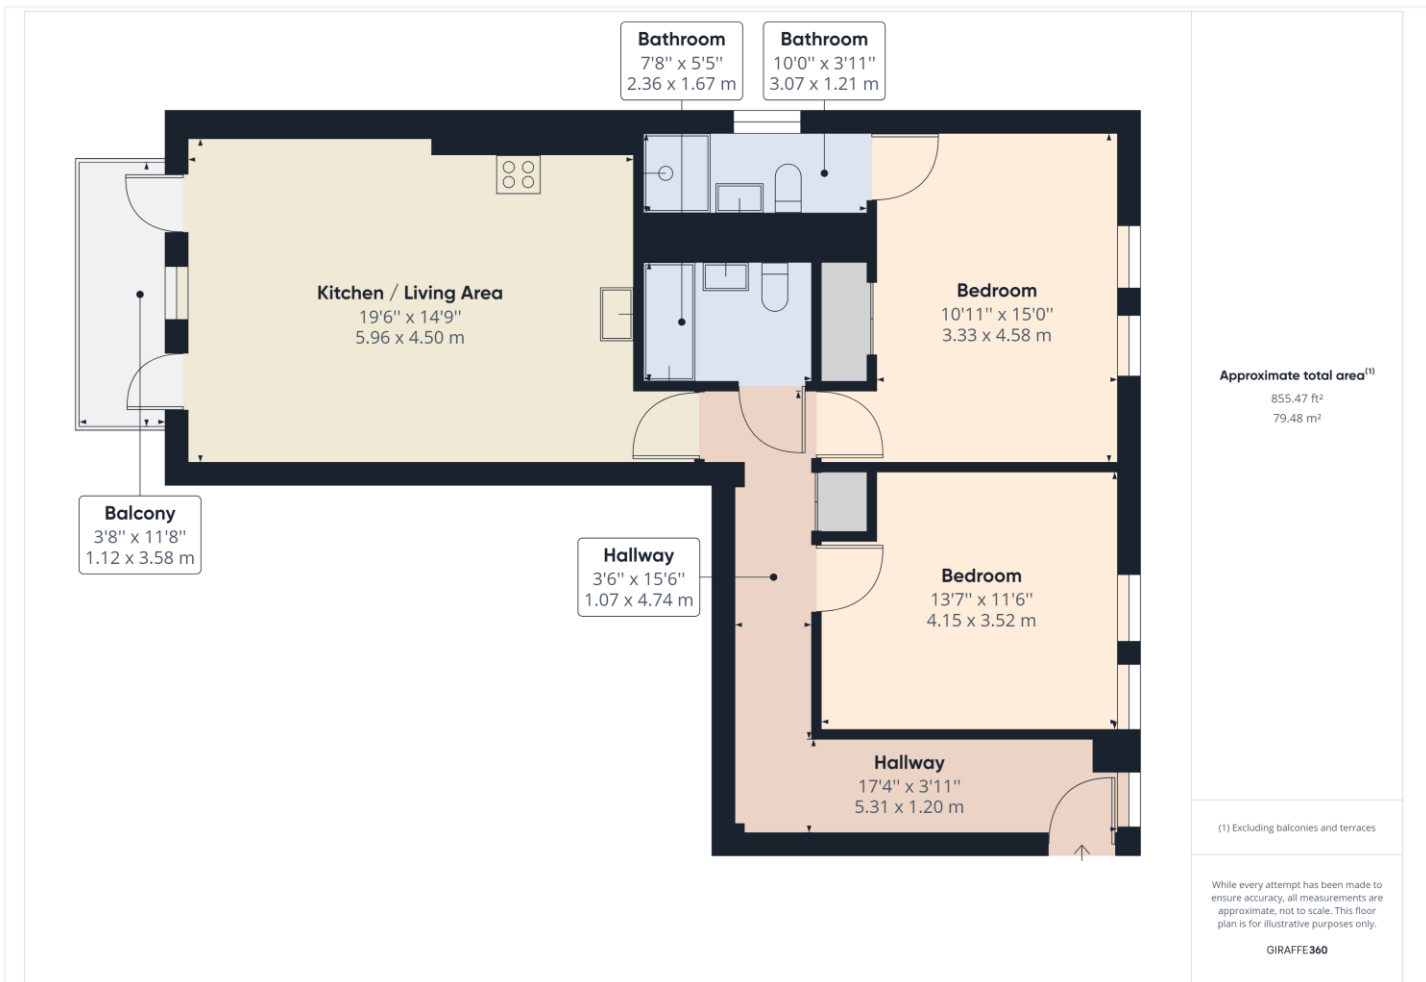 Bathroom
7'8'' x 5'5''
2.36 x 1.67 m
Bathroom
10'0'' x 3'11''
3.07 x 1.21 m
Kitchen / Living Area
19'6'' x 14'9''
5.96 x 4.50 m
Bedroom
10'11'' x 15'0''
3.33 x 4.58 m
Balcony
3'8'' x 11'8''
1.12 x 3.58 m
Hallway
3'6'' x 15'6''
1.07 x 4.74 m
Bedroom
13'7'' x 11'6''
4.15 x 3.52 m
Hallway
17'4'' x 3'11''
5.31 x 1.20 m
Approximate total area(1)
855.47 ft²
79.48 m²
(1) Excluding balconies and terraces
While every attempt has been made to
ensure accuracy, all measurements are
approximate, not to scale. This floor
plan is for illustrative purposes only.
GIRAFFE360